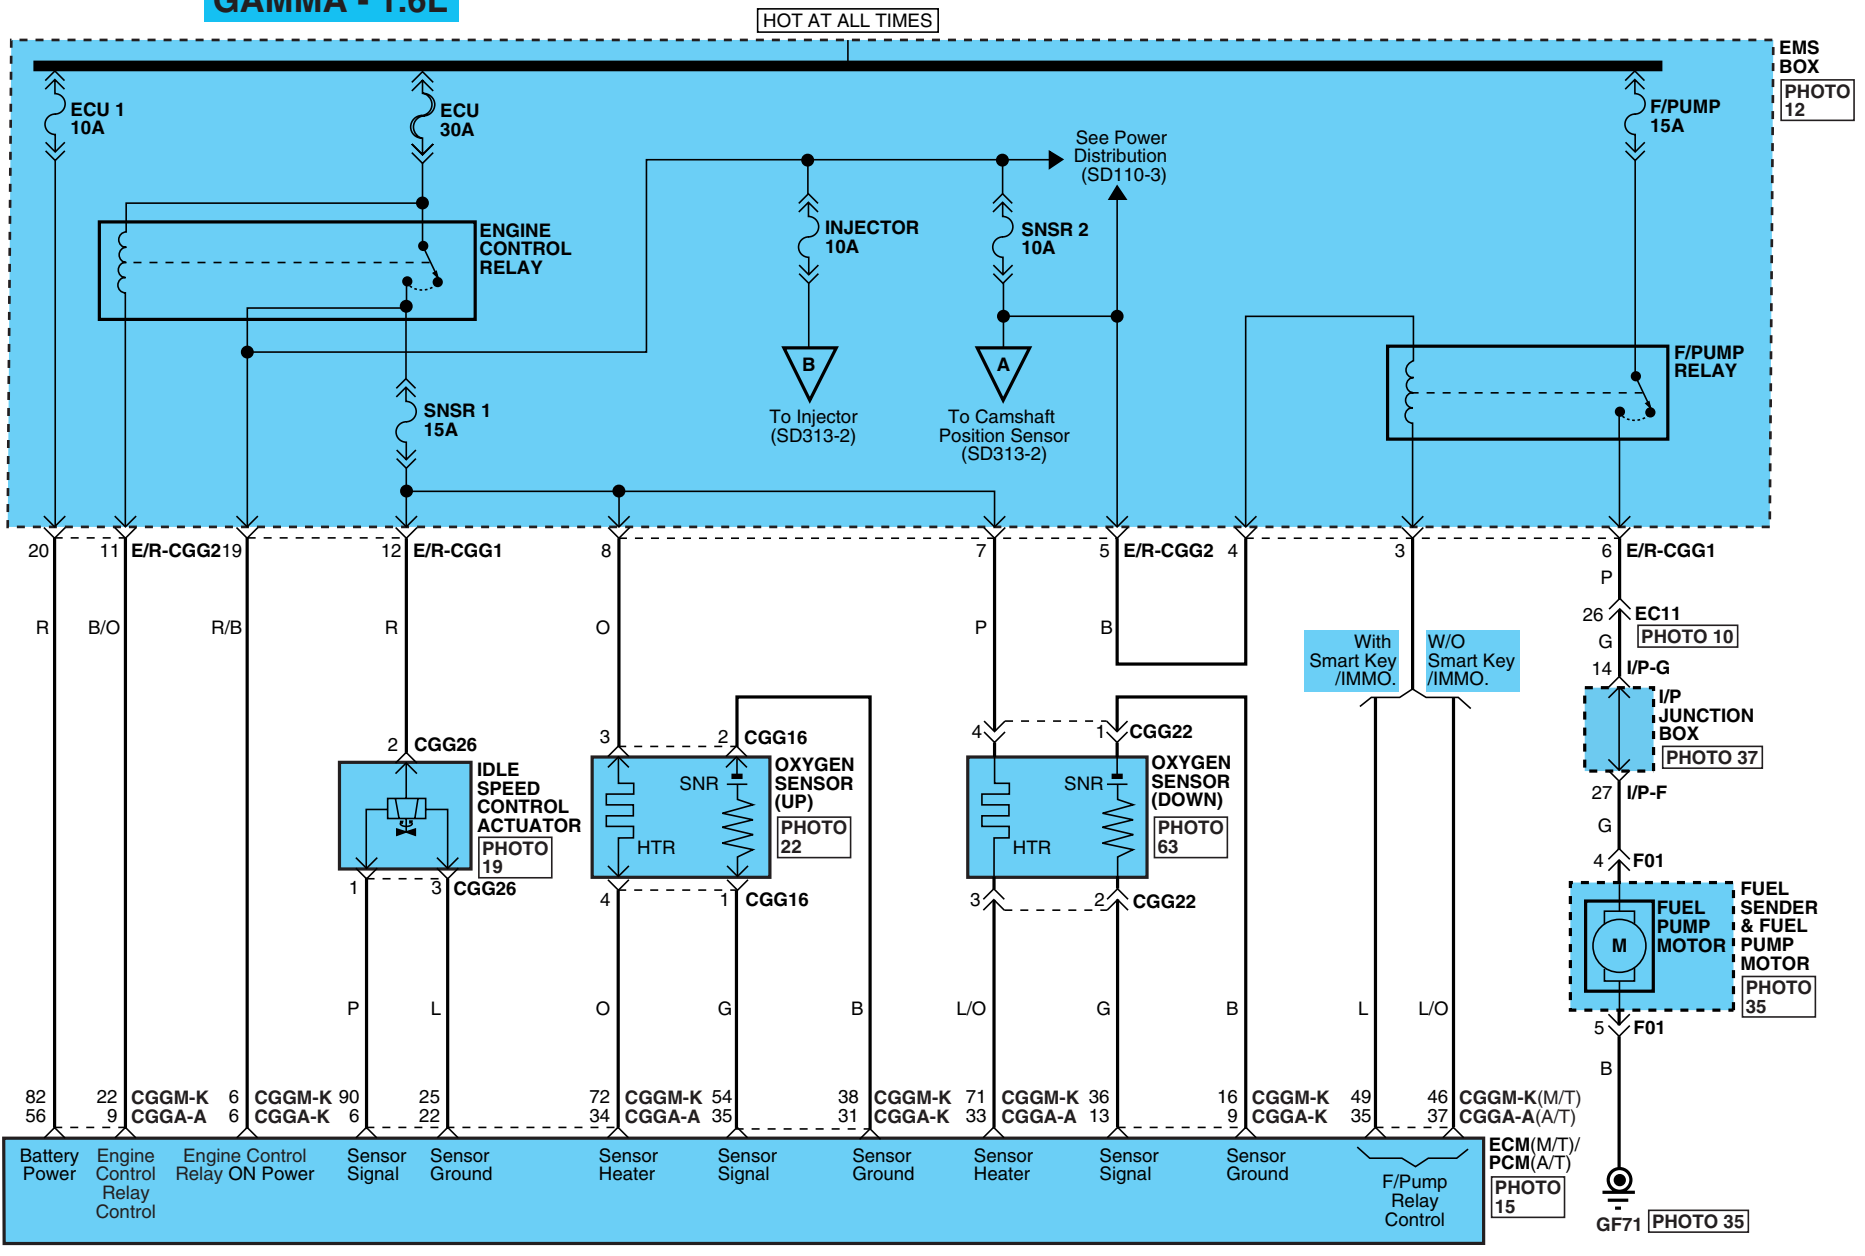 GAMMA - 1.6L
HOT AT ALL TIMES
EMS
BOX
PHOTO
12
ECU 1
10A
ECU
30A
F/PUMP
15A
See Power
Distribution
(SD110-3)
ENGINE
CONTROL
RELAY
INJECTOR
10A
SNSR 2
10A
F/PUMP
RELAY
B
A
SNSR 1
15A
To Injector
(SD313-2)
To Camshaft
Position Sensor
(SD313-2)
20
11
E/R-CGG2
19
12
E/R-CGG1
8
7
5
E/R-CGG2
4
3
6
E/R-CGG1
P
26
EC11
PHOTO 10
G
14
I/P-G
R
B/O
R/B
R
O
P
B
With
Smart Key
/IMMO.
W/O
Smart Key
/IMMO.
I/P
JUNCTION
BOX
PHOTO 37
27
I/P-F
G
4
F01
2
CGG26
3
2
CGG16
4
1
CGG22
IDLE
SPEED
CONTROL
ACTUATOR
PHOTO
19
SNR
HTR
OXYGEN
SENSOR
(UP)
PHOTO
22
SNR
HTR
OXYGEN
SENSOR
(DOWN)
PHOTO
63
1
3
CGG26
4
1
CGG16
3
2
CGG22
FUEL
PUMP
MOTOR
M
FUEL
SENDER
& FUEL
PUMP
MOTOR
PHOTO
35
5
F01
B
P
L
O
G
B
L/O
G
B
L
L/O
82
22
CGGM-K
6
CGGM-K
90
25
72
CGGM-K
54
38
CGGM-K
71
CGGM-K
36
16
CGGM-K
49
46
CGGM-K(M/T)
56
9
CGGA-A
6
CGGA-K
6
22
34
CGGA-A
35
31
CGGA-K
33
CGGA-A
13
9
CGGA-K
35
37
CGGA-A(A/T)
Battery
Power
Engine
Control
Relay
Control
Engine Control
Relay ON Power
Sensor
Signal
Sensor
Ground
Sensor
Heater
Sensor
Signal
Sensor
Ground
Sensor
Heater
Sensor
Signal
Sensor
Ground
F/Pump
Relay
Control
ECM(M/T)/
PCM(A/T)
PHOTO
15
GF71
PHOTO 35